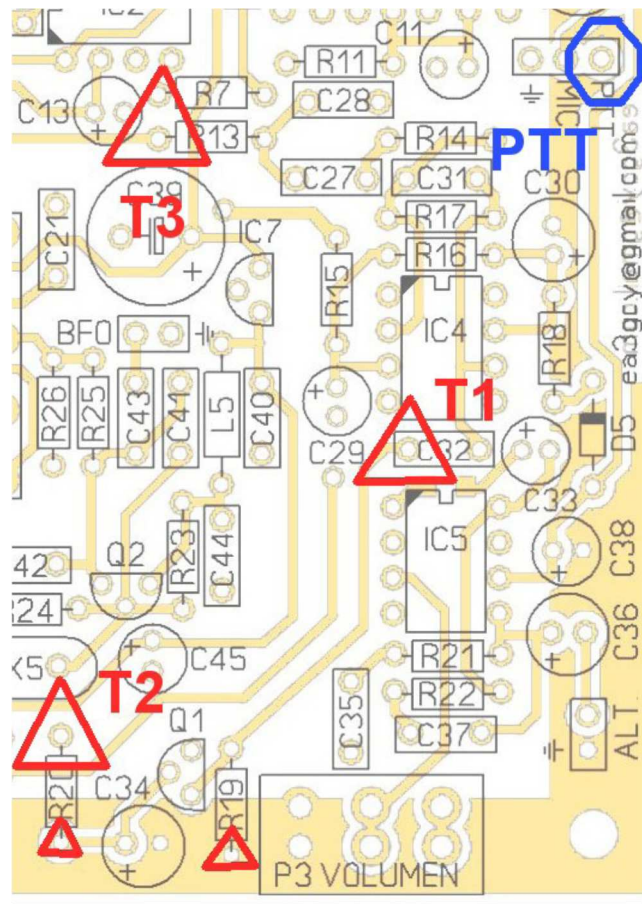 IC2
C11
R11
R7
C28
C13
R13
R14
MIC
PTT
PTT
C27
C31
C30
C39
T3
R17
C21
IC7
R16
R15
IC4
R18
ea3gcy@gmail.com
BFO
T1
D5
R26
R25
C43
C41
L5
C40
C29
C32
C33
IC5
C38
Q2
R23
C44
42
R24
C36
X5
C45
R21
T2
R22
Q1
C35
C37
ALT
R20
C34
R19
P3 VOLUMEN